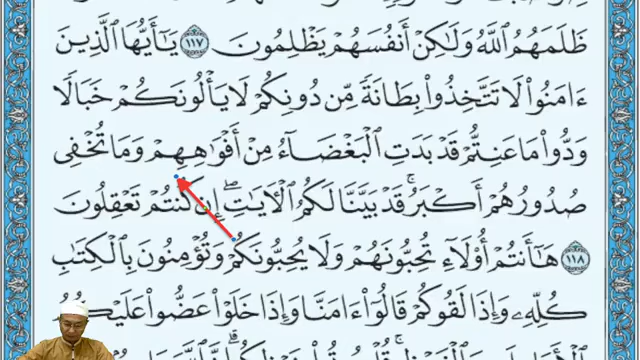 ظَلَمَهُمُ ٱللَّهُ وَلَٰكِنْ أَنفُسَهُمْ يَظْلِمُونَ ١١٧ يَٰٓأَيُّهَا ٱلَّذِينَ
ءَامَنُوا۟ لَا تَتَّخِذُوا۟ بِطَانَةً مِّن دُونِكُمْ لَا يَأْلُونَكُمْ خَبَالًا
وَدُّوا۟ مَا عَنِتُّمْ قَدْ بَدَتِ ٱلْبَغْضَآءُ مِنْ أَفْوَٰهِهِمْ وَمَا تُخْفِى
صُدُورُهُمْ أَكْبَرُ ۚ قَدْ بَيَّنَّا لَكُمُ ٱلْءَايَٰتِ ۖ إِن كُنتُمْ تَعْقِلُونَ
١١٨ هَٰٓأَنتُمْ أُو۟لَآءِ تُحِبُّونَهُمْ وَلَا يُحِبُّونَكُمْ وَتُؤْمِنُونَ بِٱلْكِتَٰبِ
كُلِّهِۦ وَإِذَا لَقُوكُمْ قَالُوٓا۟ ءَامَنَّا وَإِذَا خَلَوْا۟ عَضُّوا۟ عَلَيْكُمُ